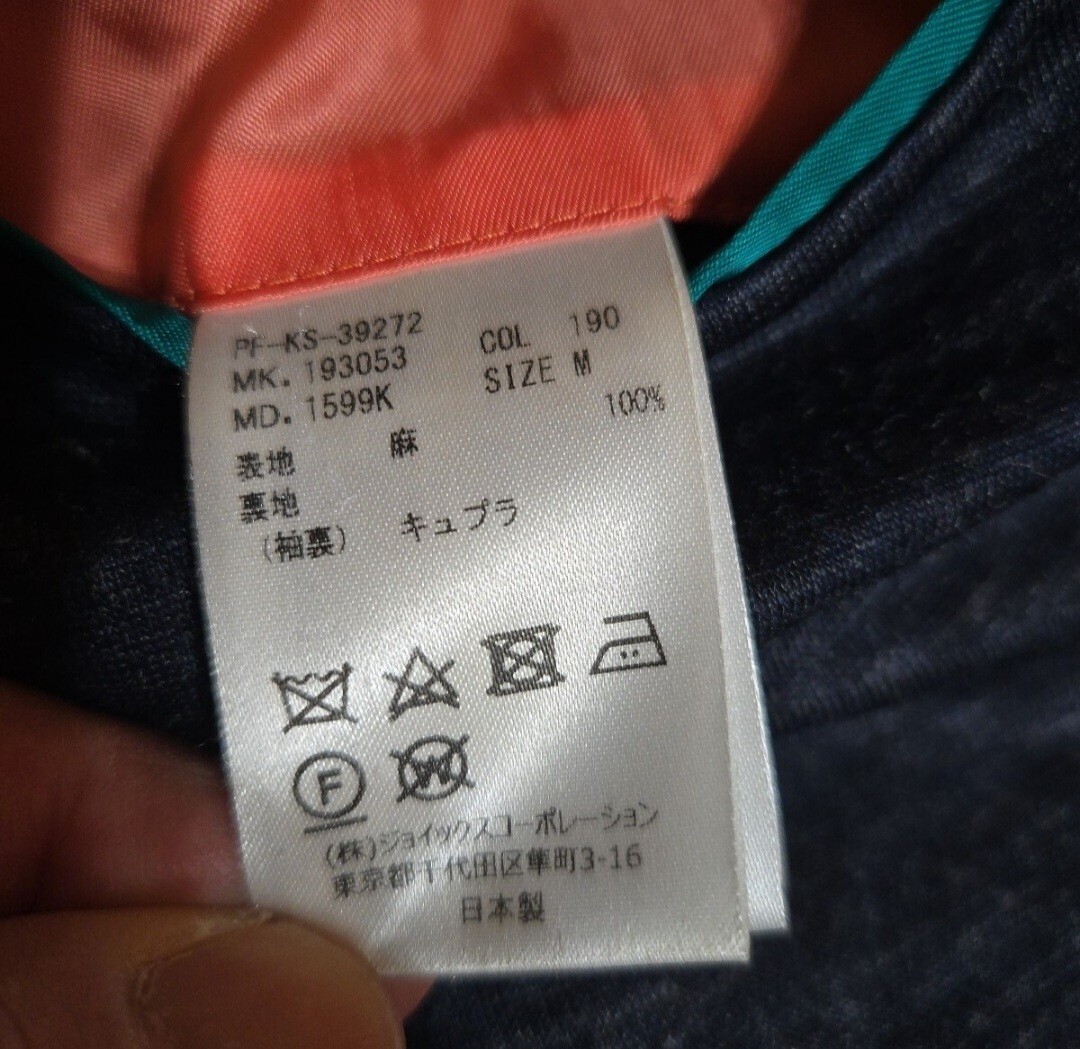 PF-KS-39272
MK. 193053 COL 190
MD. 1599K SIZE M
表地 麻 100%
裏地
(袖裏) キュプラ
F
W
(株)ジョイックスコーポレーション
東京都千代田区隼町3-16
日本製